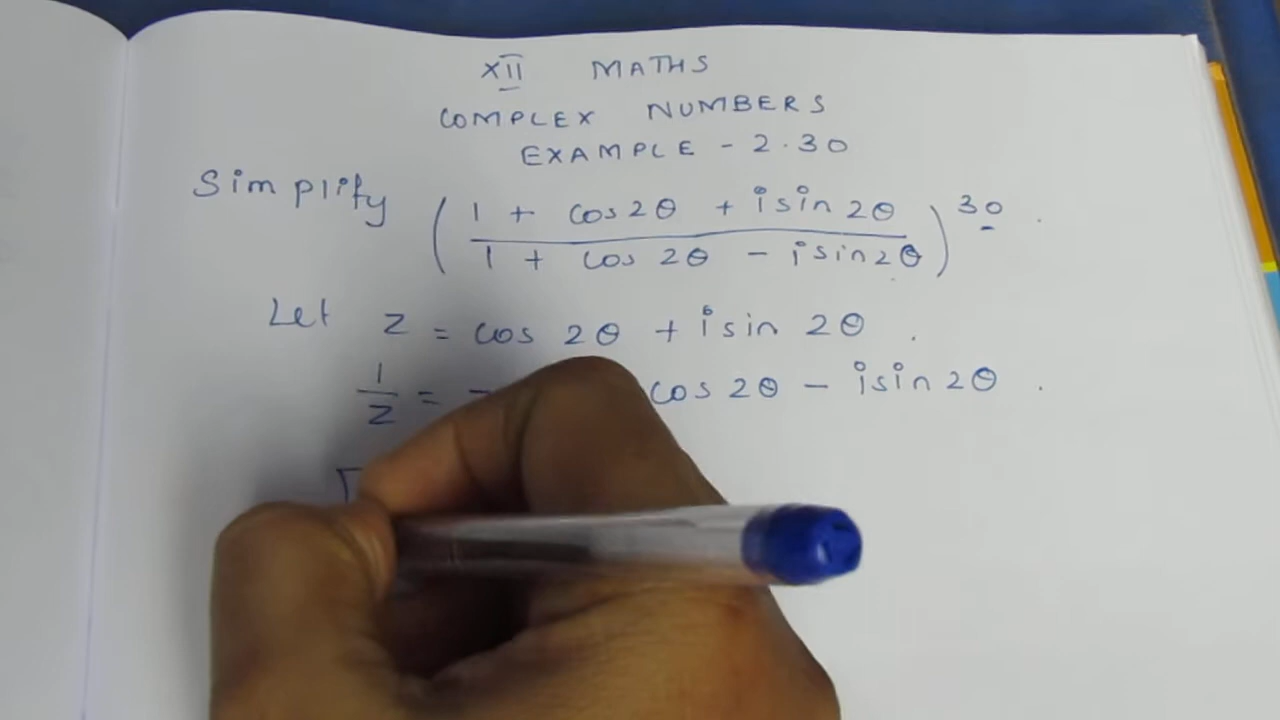 XII MATHS
COMPLEX NUMBERS
EXAMPLE - 2.30
Simplify ( 1 + cos 2θ + i sin 2θ / 1 + cos 2θ - i sin 2θ )^30 .
Let z = cos 2θ + i sin 2θ .
1/z = cos 2θ - i sin 2θ .